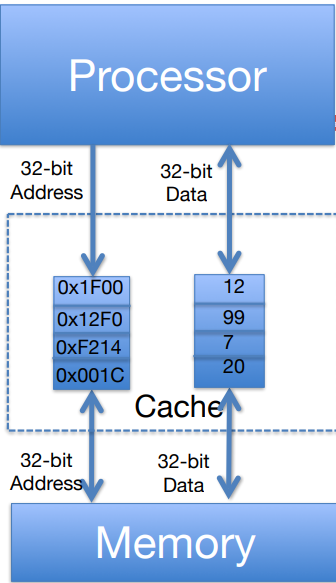 Processor
32-bit
Address
32-bit
Data
0x1F00
0x12F0
0xF214
0x001C
12
99
7
20
Cache
32-bit
Address
32-bit
Data
Memory